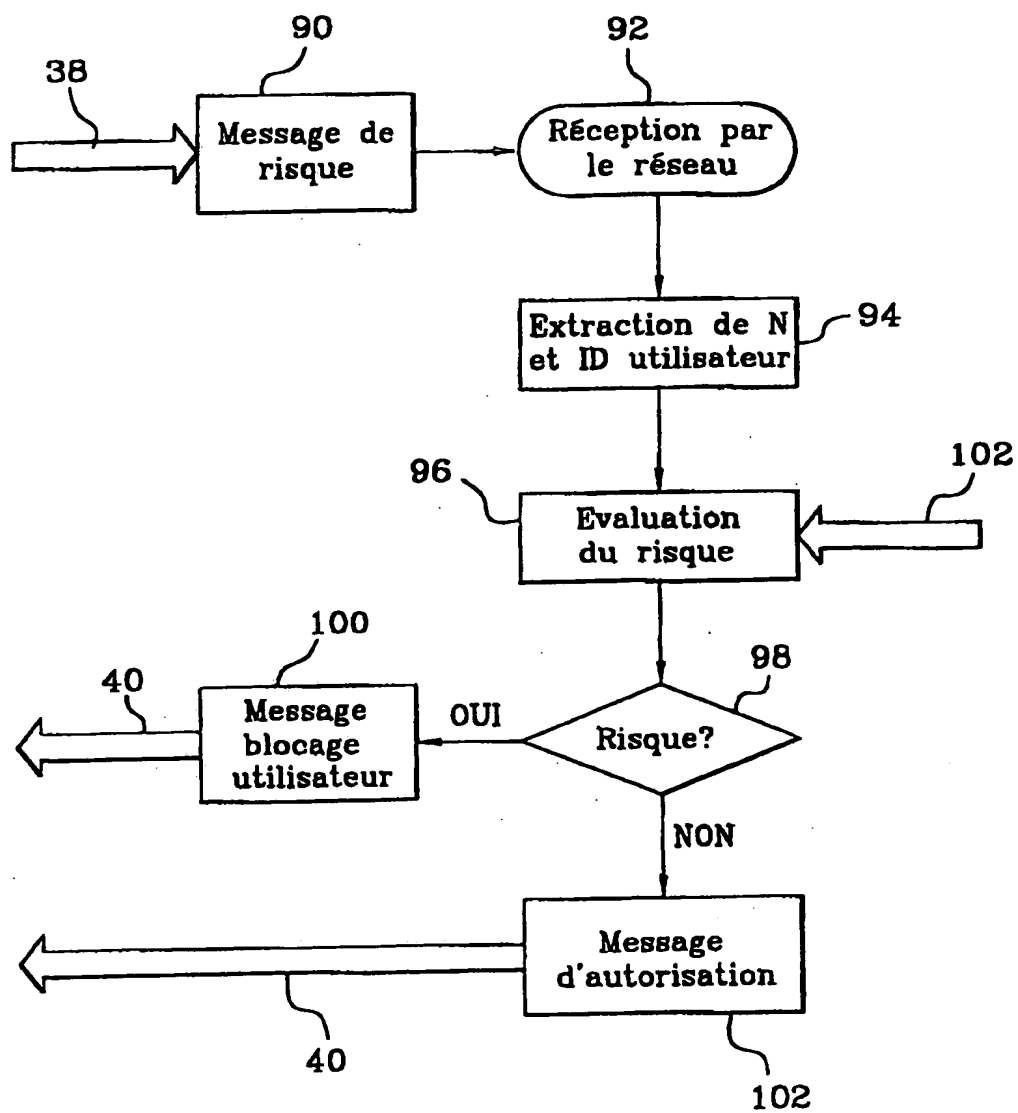 90
92
38
Message de
risque
Réception par
le réseau
Extraction de N
et ID utilisateur
94
96
102
Evaluation
du risque
100
98
40
Message
blocage
utilisateur
OUI
Risque?
NON
Message
d'autorisation
40
102